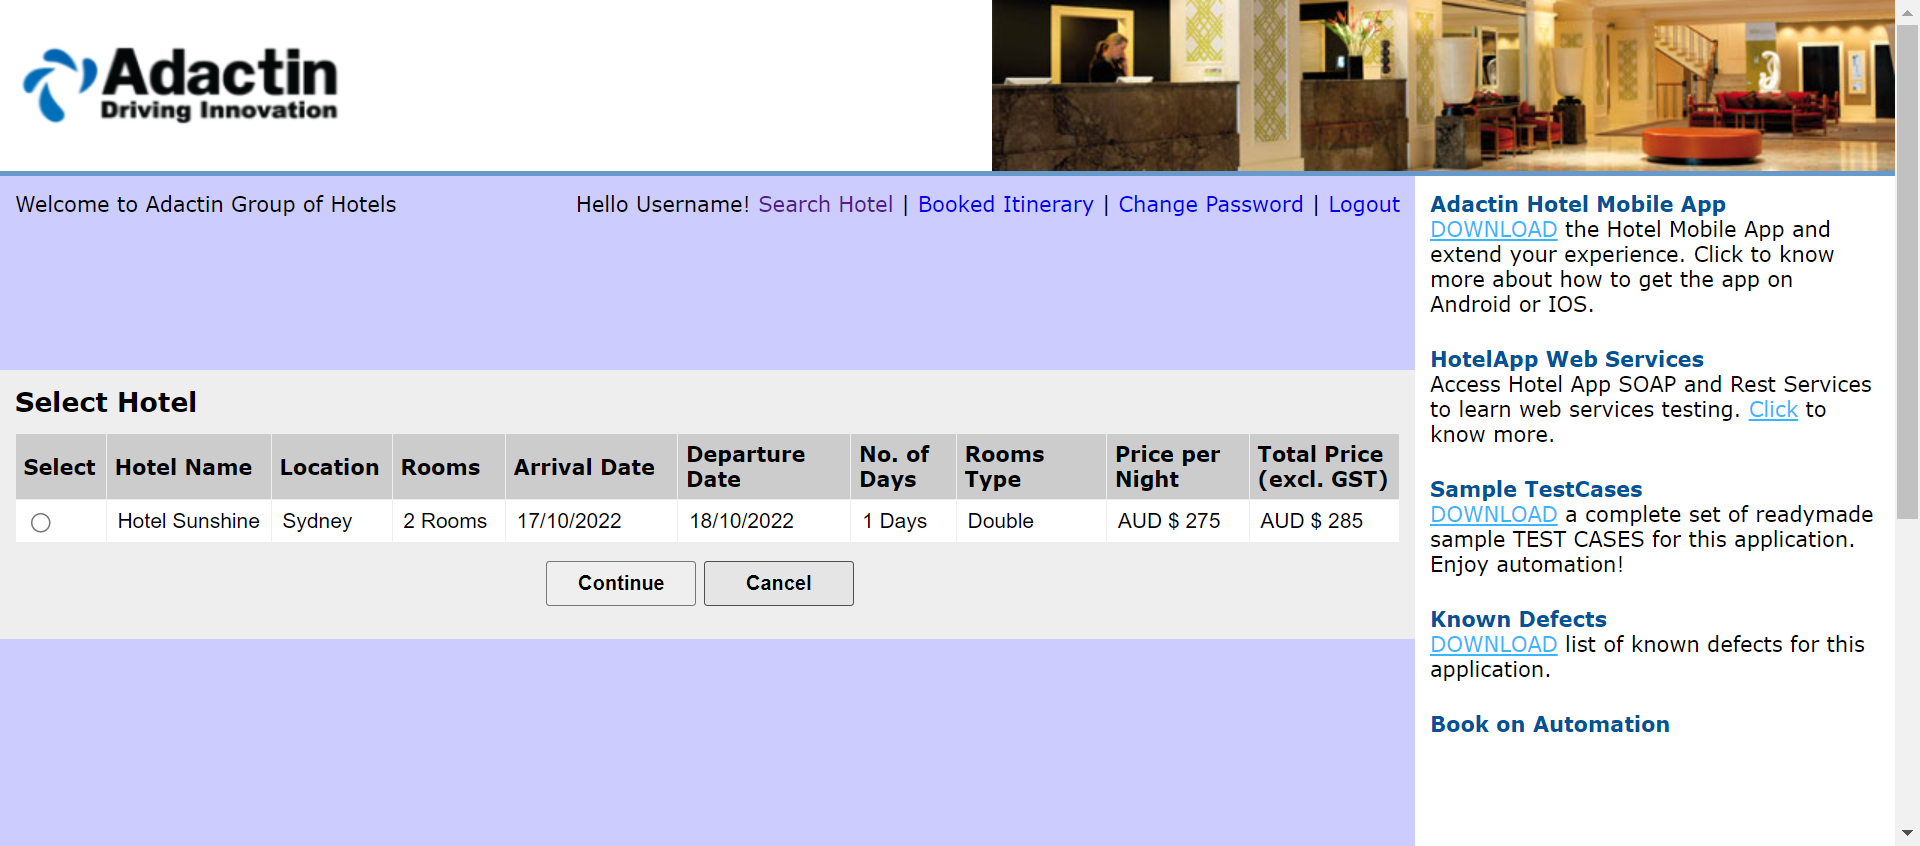 Adactin
Driving Innovation
Welcome to Adactin Group of Hotels
Hello Username! Search Hotel | Booked Itinerary | Change Password | Logout
Select Hotel
Select Hotel Name Location Rooms Arrival Date Departure Date No. of Days Rooms Type Price per Night Total Price (excl. GST)
Hotel Sunshine Sydney 2 Rooms 17/10/2022 18/10/2022 1 Days Double AUD $ 275 AUD $ 285
Continue Cancel
Adactin Hotel Mobile App
DOWNLOAD the Hotel Mobile App and
extend your experience. Click to know
more about how to get the app on
Android or IOS.
HotelApp Web Services
Access Hotel App SOAP and Rest Services
to learn web services testing. Click to
know more.
Sample TestCases
DOWNLOAD a complete set of readymade
sample TEST CASES for this application.
Enjoy automation!
Known Defects
DOWNLOAD list of known defects for this
application.
Book on Automation